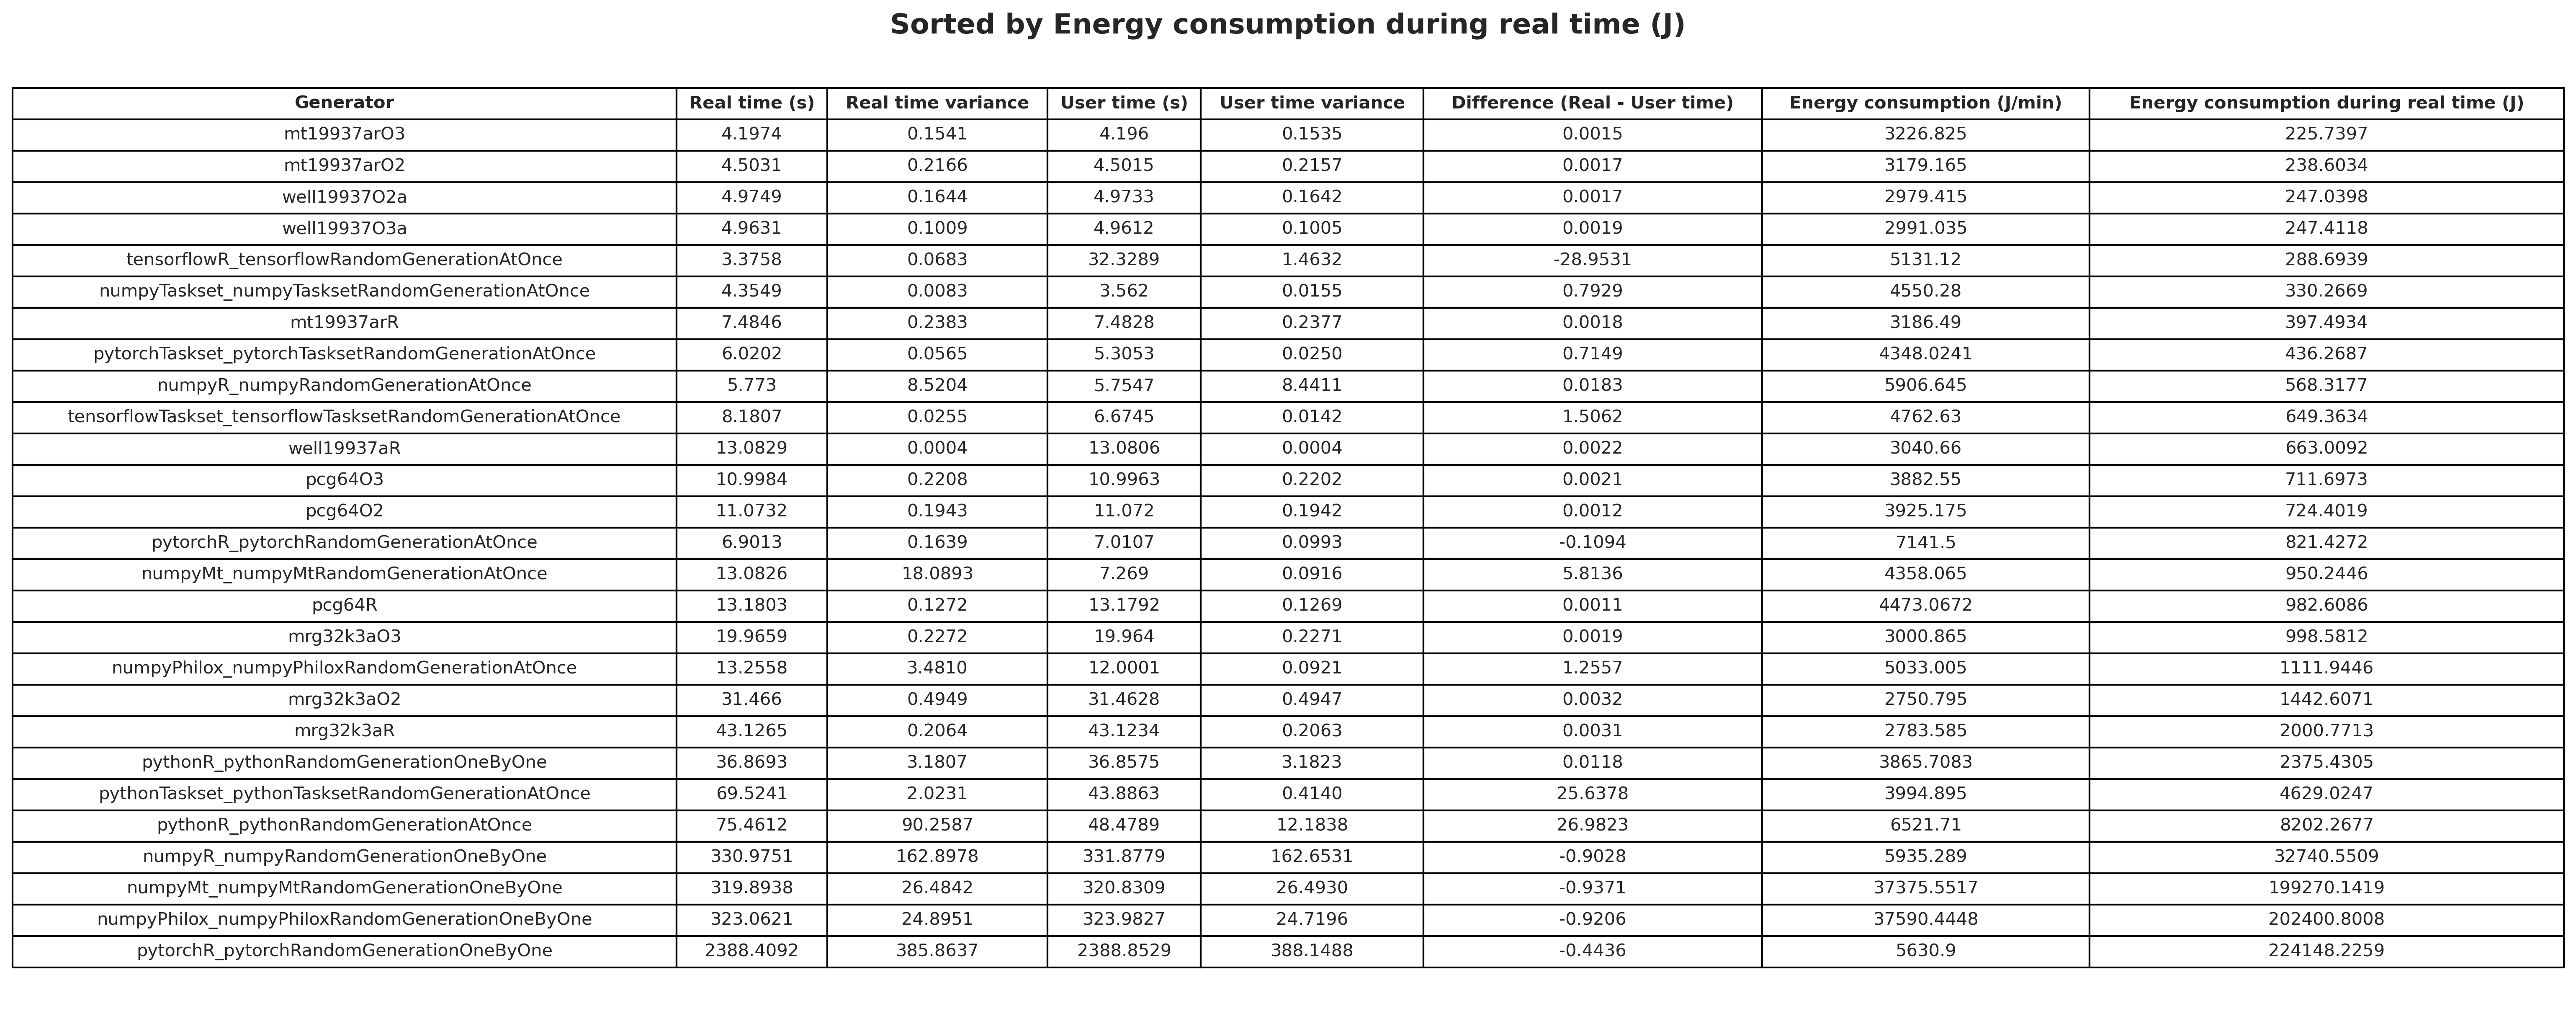 Sorted by Energy consumption during real time (J)
Generator Real time (s) Real time variance User time (s) User time variance Difference (Real - User time) Energy consumption (J/min) Energy consumption during real time (J)
mt19937arO3 4.1974 0.1541 4.196 0.1535 0.0015 3226.825 225.7397
mt19937arO2 4.5031 0.2166 4.5015 0.2157 0.0017 3179.165 238.6034
well19937O2a 4.9749 0.1644 4.9733 0.1642 0.0017 2979.415 247.0398
well19937O3a 4.9631 0.1009 4.9612 0.1005 0.0019 2991.035 247.4118
tensorflowR_tensorflowRandomGenerationAtOnce 3.3758 0.0683 32.3289 1.4632 -28.9531 5131.12 288.6939
numpyTaskset_numpyTasksetRandomGenerationAtOnce 4.3549 0.0083 3.562 0.0155 0.7929 4550.28 330.2669
mt19937arR 7.4846 0.2383 7.4828 0.2377 0.0018 3186.49 397.4934
pytorchTaskset_pytorchTasksetRandomGenerationAtOnce 6.0202 0.0565 5.3053 0.0250 0.7149 4348.0241 436.2687
numpyR_numpyRandomGenerationAtOnce 5.773 8.5204 5.7547 8.4411 0.0183 5906.645 568.3177
tensorflowTaskset_tensorflowTasksetRandomGenerationAtOnce 8.1807 0.0255 6.6745 0.0142 1.5062 4762.63 649.3634
well19937aR 13.0829 0.0004 13.0806 0.0004 0.0022 3040.66 663.0092
pcg64O3 10.9984 0.2208 10.9963 0.2202 0.0021 3882.55 711.6973
pcg64O2 11.0732 0.1943 11.072 0.1942 0.0012 3925.175 724.4019
pytorchR_pytorchRandomGenerationAtOnce 6.9013 0.1639 7.0107 0.0993 -0.1094 7141.5 821.4272
numpyMt_numpyMtRandomGenerationAtOnce 13.0826 18.0893 7.269 0.0916 5.8136 4358.065 950.2446
pcg64R 13.1803 0.1272 13.1792 0.1269 0.0011 4473.0672 982.6086
mrg32k3aO3 19.9659 0.2272 19.964 0.2271 0.0019 3000.865 998.5812
numpyPhilox_numpyPhiloxRandomGenerationAtOnce 13.2558 3.4810 12.0001 0.0921 1.2557 5033.005 1111.9446
mrg32k3aO2 31.466 0.4949 31.4628 0.4947 0.0032 2750.795 1442.6071
mrg32k3aR 43.1265 0.2064 43.1234 0.2063 0.0031 2783.585 2000.7713
pythonR_pythonRandomGenerationOneByOne 36.8693 3.1807 36.8575 3.1823 0.0118 3865.7083 2375.4305
pythonTaskset_pythonTasksetRandomGenerationAtOnce 69.5241 2.0231 43.8863 0.4140 25.6378 3994.895 4629.0247
pythonR_pythonRandomGenerationAtOnce 75.4612 90.2587 48.4789 12.1838 26.9823 6521.71 8202.2677
numpyR_numpyRandomGenerationOneByOne 330.9751 162.8978 331.8779 162.6531 -0.9028 5935.289 32740.5509
numpyMt_numpyMtRandomGenerationOneByOne 319.8938 26.4842 320.8309 26.4930 -0.9371 37375.5517 199270.1419
numpyPhilox_numpyPhiloxRandomGenerationOneByOne 323.0621 24.8951 323.9827 24.7196 -0.9206 37590.4448 202400.8008
pytorchR_pytorchRandomGenerationOneByOne 2388.4092 385.8637 2388.8529 388.1488 -0.4436 5630.9 224148.2259